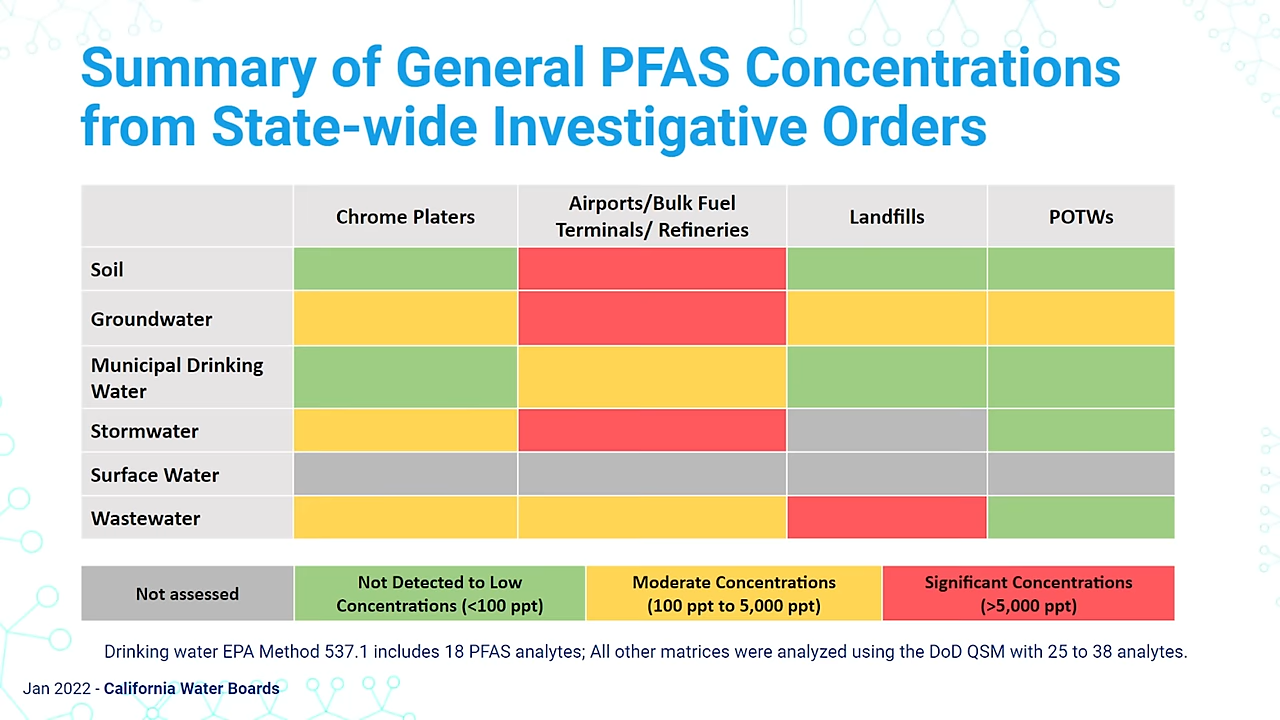 Summary of General PFAS Concentrations
from State-wide Investigative Orders
Chrome Platers
Airports/Bulk Fuel
Terminals/ Refineries
Landfills
POTWs
Soil
Groundwater
Municipal Drinking
Water
Stormwater
Surface Water
Wastewater
Not assessed
Not Detected to Low
Concentrations (<100 ppt)
Moderate Concentrations
(100 ppt to 5,000 ppt)
Significant Concentrations
(>5,000 ppt)
Drinking water EPA Method 537.1 includes 18 PFAS analytes; All other matrices were analyzed using the DoD QSM with 25 to 38 analytes.
Jan 2022 - California Water Boards